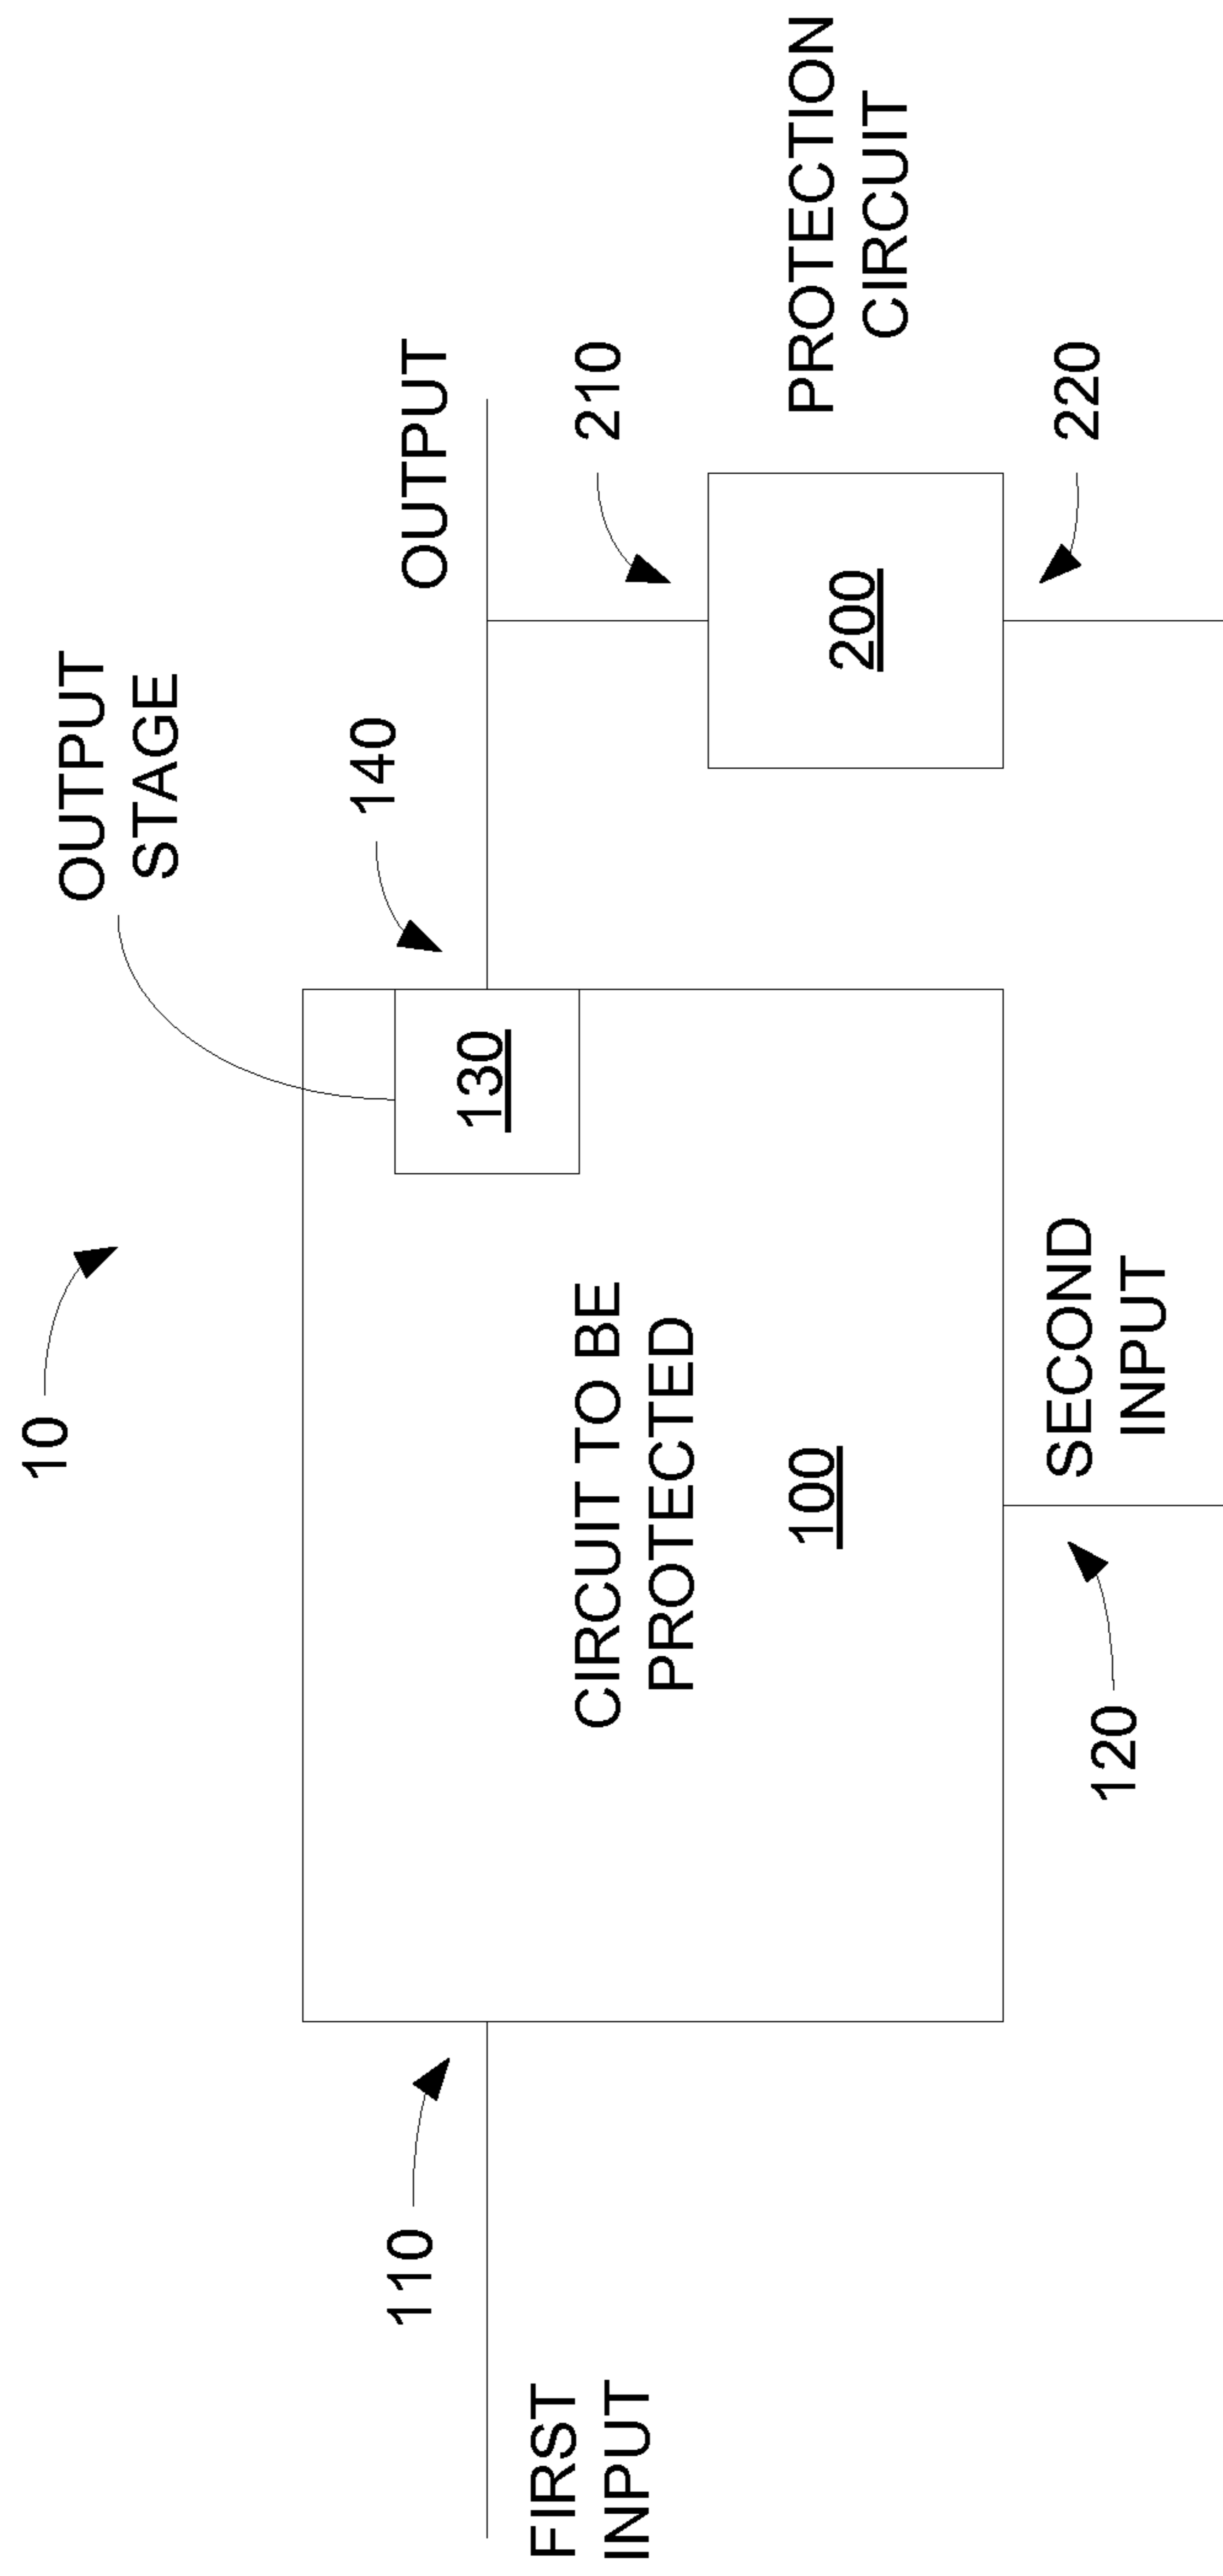 10
OUTPUT
STAGE
140
OUTPUT
110
FIRST
INPUT
130
CIRCUIT TO BE
PROTECTED
100
210
200
PROTECTION
CIRCUIT
220
SECOND
INPUT
120